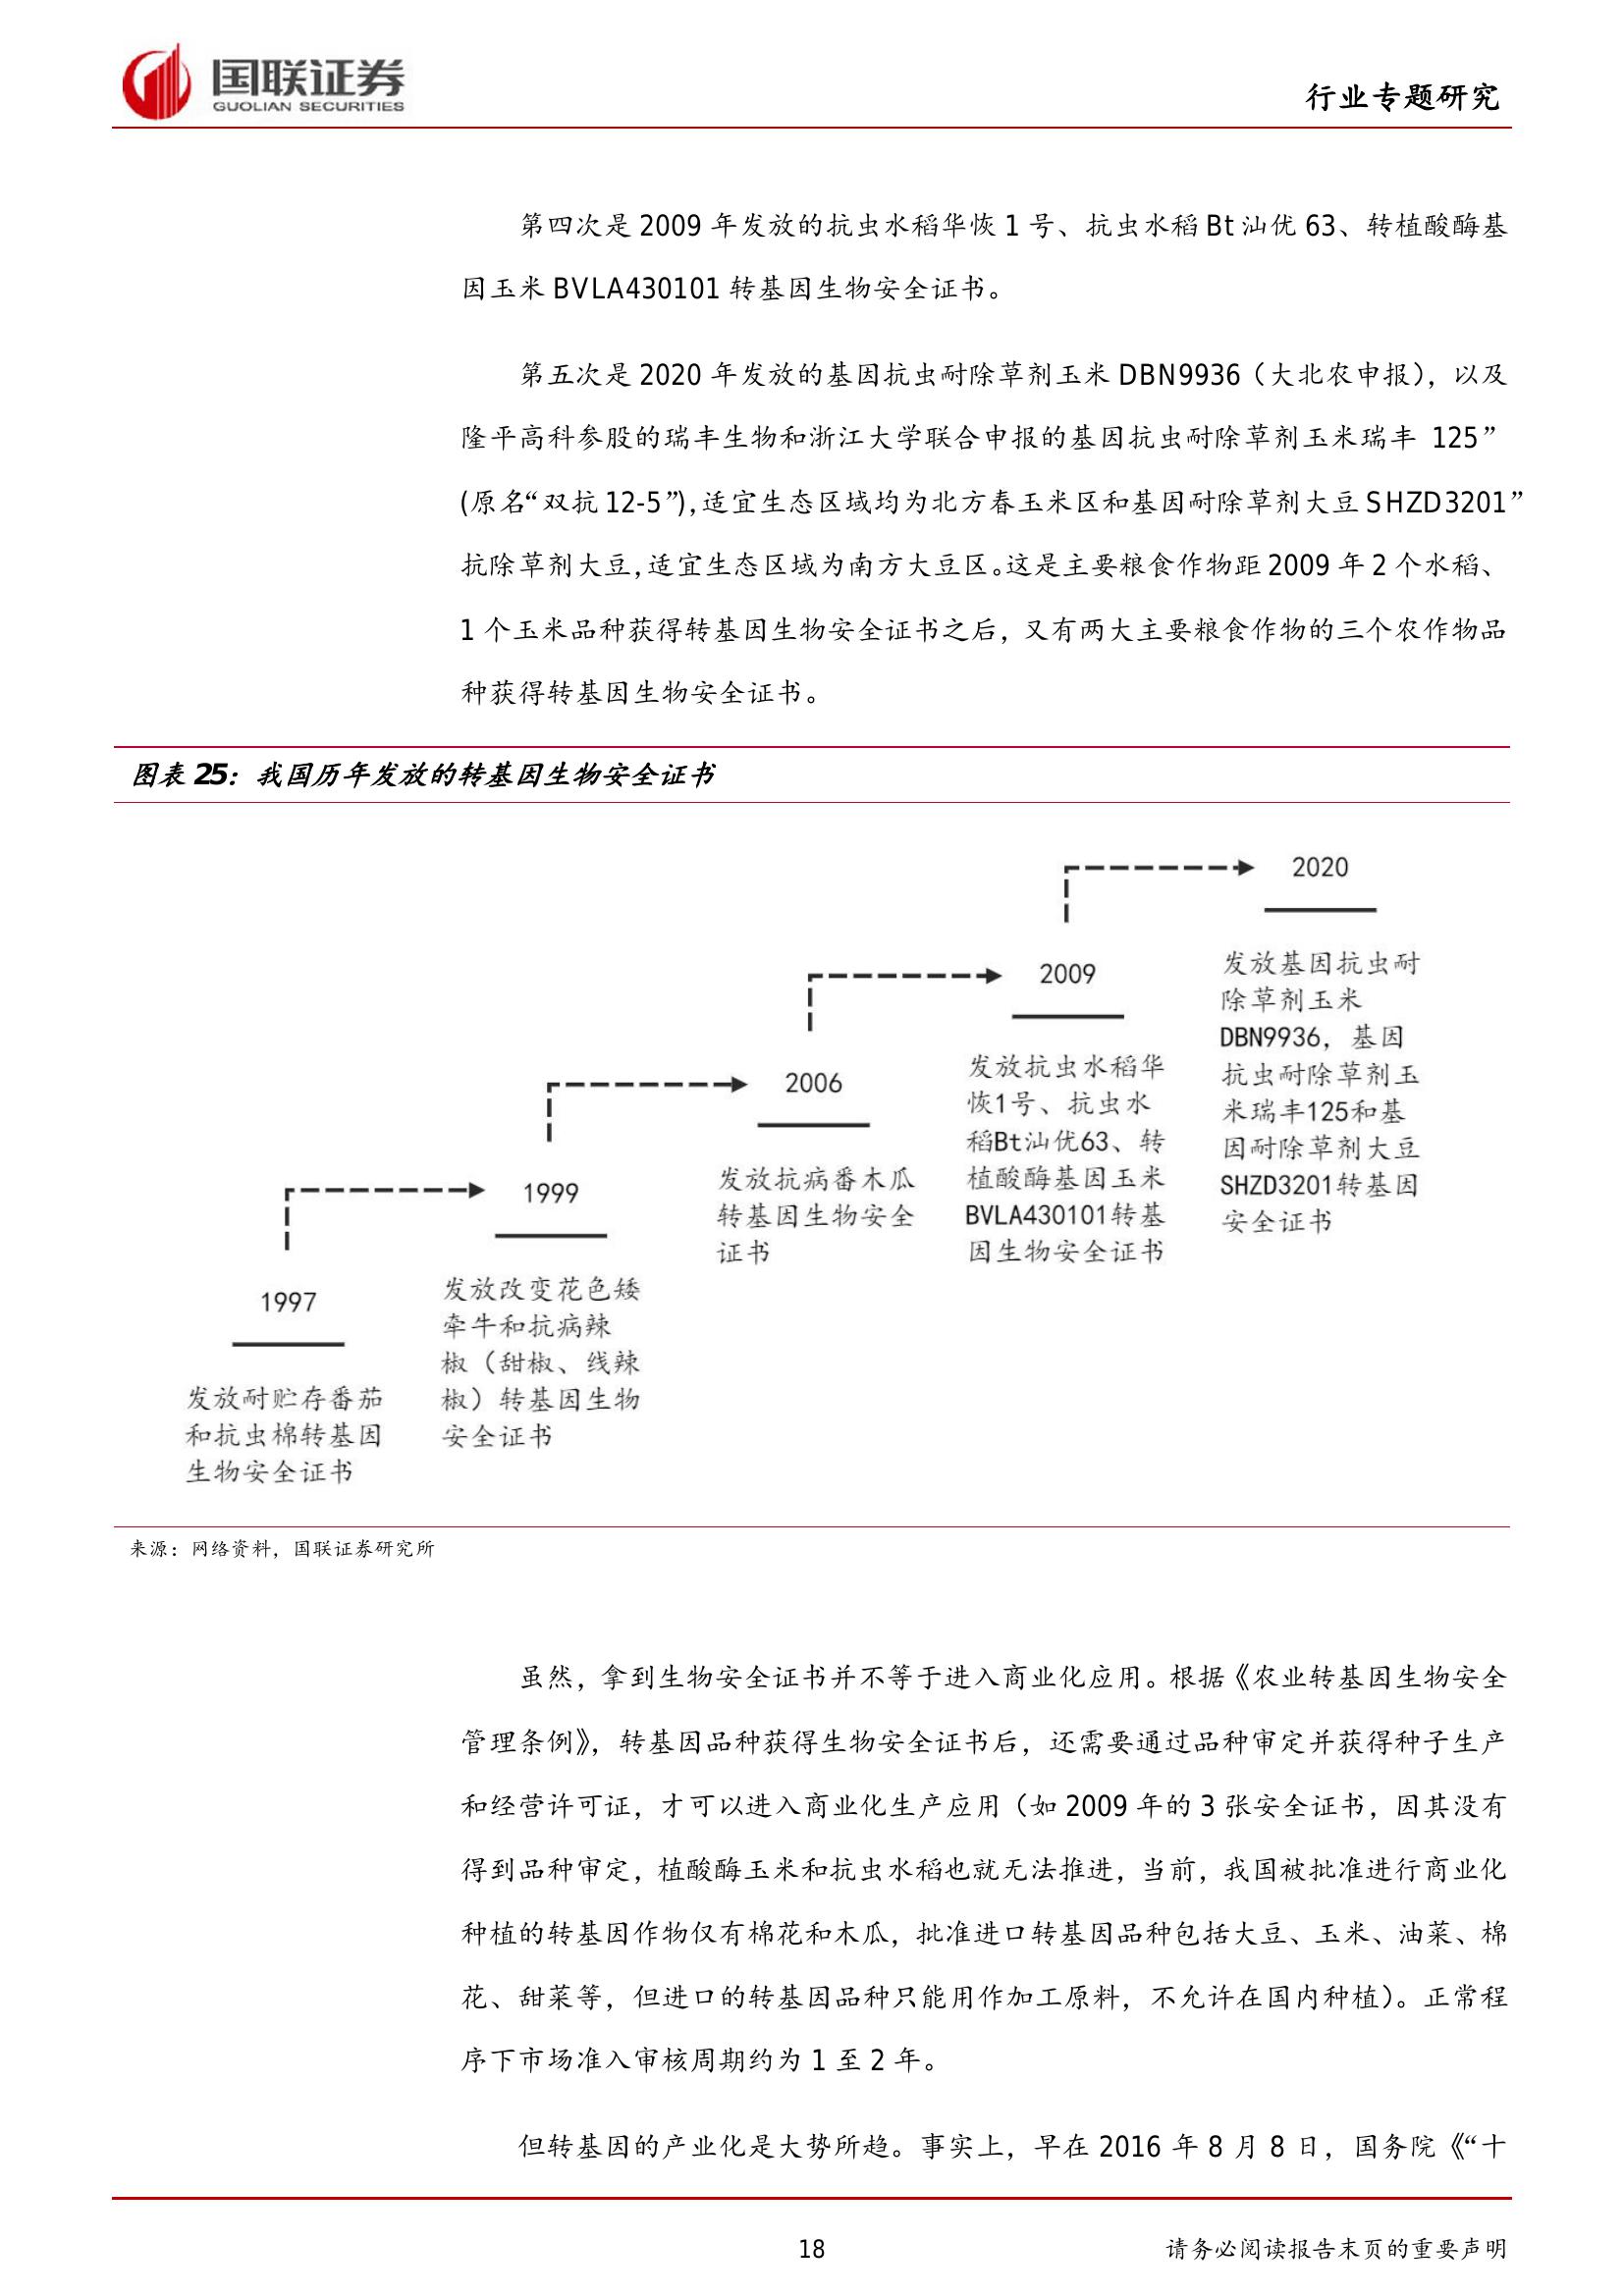 国联证券
GUOLIAN SECURITIES
行业专题研究
第四次是 2009 年发放的抗虫水稻华恢 1 号、抗虫水稻 Bt 汕优 63、转植酸酶基
因玉米 BVLA430101 转基因生物安全证书。
第五次是 2020 年发放的基因抗虫耐除草剂玉米 DBN9936（大北农申报），以及
隆平高科参股的瑞丰生物和浙江大学联合申报的基因抗虫耐除草剂玉米瑞丰 125”
(原名“双抗 12-5”),适宜生态区域均为北方春玉米区和基因耐除草剂大豆 SHZD3201”
抗除草剂大豆,适宜生态区域为南方大豆区。这是主要粮食作物距 2009 年 2 个水稻、
1 个玉米品种获得转基因生物安全证书之后，又有两大主要粮食作物的三个农作物品
种获得转基因生物安全证书。
图表 25：我国历年发放的转基因生物安全证书
1997
发放耐贮存番茄
和抗虫棉转基因
生物安全证书
1999
发放改变花色矮
牵牛和抗病辣
椒（甜椒、线辣
椒）转基因生物
安全证书
2006
发放抗病番木瓜
转基因生物安全
证书
2009
发放抗虫水稻华
恢1号、抗虫水
稻Bt汕优63、转
植酸酶基因玉米
BVLA430101转基
因生物安全证书
2020
发放基因抗虫耐
除草剂玉米
DBN9936，基因
抗虫耐除草剂玉
米瑞丰125和基
因耐除草剂大豆
SHZD3201转基因
安全证书
来源：网络资料，国联证券研究所
虽然，拿到生物安全证书并不等于进入商业化应用。根据《农业转基因生物安全
管理条例》，转基因品种获得生物安全证书后，还需要通过品种审定并获得种子生产
和经营许可证，才可以进入商业化生产应用（如 2009 年的 3 张安全证书，因其没有
得到品种审定，植酸酶玉米和抗虫水稻也就无法推进，当前，我国被批准进行商业化
种植的转基因作物仅有棉花和木瓜，批准进口转基因品种包括大豆、玉米、油菜、棉
花、甜菜等，但进口的转基因品种只能用作加工原料，不允许在国内种植）。正常程
序下市场准入审核周期约为 1 至 2 年。
但转基因的产业化是大势所趋。事实上，早在 2016 年 8 月 8 日，国务院《“十
18
请务必阅读报告末页的重要声明